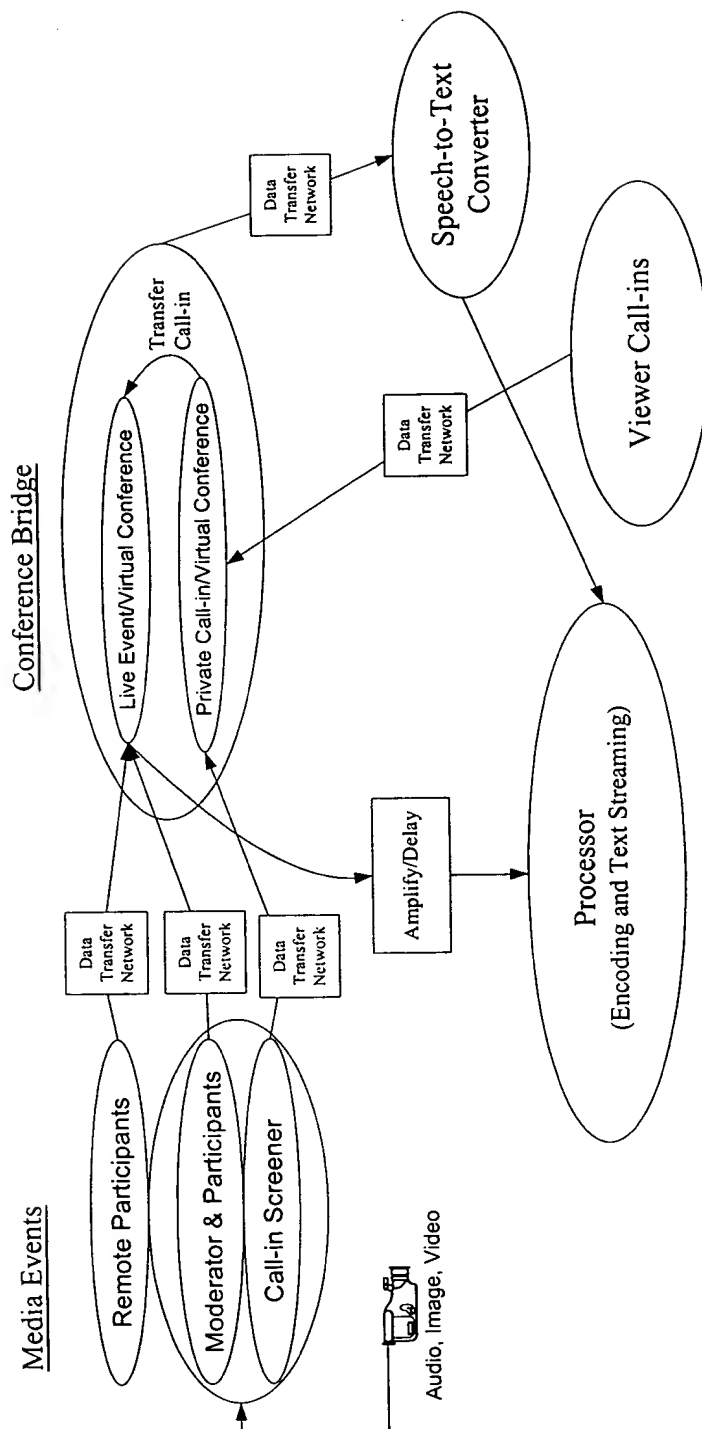 Media Events
Conference Bridge
Remote Participants
Moderator & Participants
Call-in Screener
Data
Transfer
Network
Data
Transfer
Network
Data
Transfer
Network
Live Event/Virtual Conference
Private Call-in/Virtual Conference
Transfer
Call-in
Data
Transfer
Network
Speech-to-Text
Converter
Data
Transfer
Network
Viewer Call-ins
Amplify/Delay
Audio, Image, Video
Processor
(Encoding and Text Streaming)